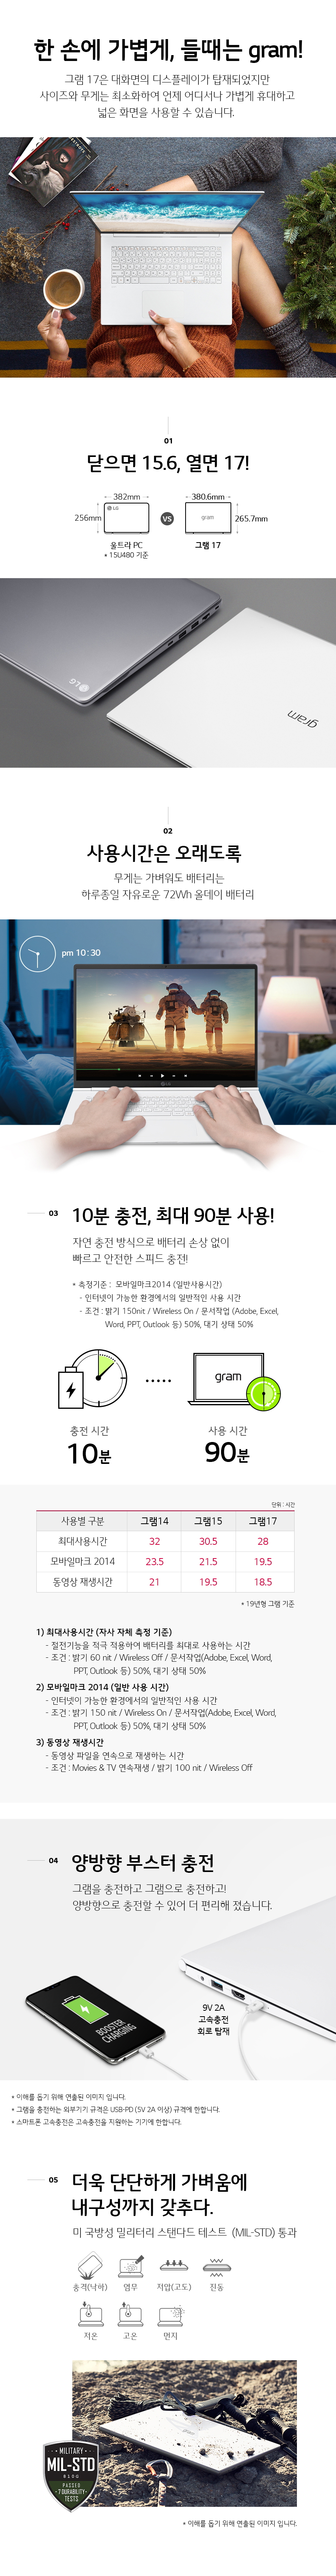 한 손에 가볍게, 들때는 gram!
그램 17은 대화면의 디스플레이가 탑재되었지만
사이즈와 무게는 최소화하여 언제 어디서나 가볍게 휴대하고
넓은 화면을 사용할 수 있습니다.
01
닫으면 15.6, 열면 17!
382mm
256mm
LG
울트라 PC
* 15U480 기준
VS
380.6mm
gram
265.7mm
그램 17
LG
gram
02
사용시간은 오래도록
무게는 가벼워도 배터리는
하루종일 자유로운 72Wh 올데이 배터리
pm 10:30
LG
03
10분 충전, 최대 90분 사용!
자연 충전 방식으로 배터리 손상 없이
빠르고 안전한 스피드 충전!
* 측정기준 : 모바일마크2014 (일반사용시간)
- 인터넷이 가능한 환경에서의 일반적인 사용 시간
- 조건 : 밝기 150nit / Wireless On / 문서작업 (Adobe, Excel,
Word, PPT, Outlook 등) 50%, 대기 상태 50%
gram
충전 시간
10분
사용 시간
90분
단위 : 시간
사용별 구분 그램14 그램15 그램17
최대사용시간 32 30.5 28
모바일마크 2014 23.5 21.5 19.5
동영상 재생시간 21 19.5 18.5
* 19년형 그램 기준
1) 최대사용시간 (자사 자체 측정 기준)
- 절전기능을 적극 적용하여 배터리를 최대로 사용하는 시간
- 조건 : 밝기 60 nit / Wireless Off / 문서작업(Adobe, Excel, Word,
PPT, Outlook 등) 50%, 대기 상태 50%
2) 모바일마크 2014 (일반 사용 시간)
- 인터넷이 가능한 환경에서의 일반적인 사용 시간
- 조건 : 밝기 150 nit / Wireless On / 문서작업(Adobe, Excel, Word,
PPT, Outlook 등) 50%, 대기 상태 50%
3) 동영상 재생시간
- 동영상 파일을 연속으로 재생하는 시간
- 조건 : Movies & TV 연속재생 / 밝기 100 nit / Wireless Off
04
양방향 부스터 충전
그램을 충전하고 그램으로 충전하고!
양방향으로 충전할 수 있어 더 편리해 졌습니다.
BOOSTER
CHARGING
9V 2A
고속충전
회로 탑재
* 이해를 돕기 위해 연출된 이미지 입니다.
* 그램을 충전하는 외부기기 규격은 USB-PD (5V 2A 이상) 규격에 한합니다.
* 스마트폰 고속충전은 고속충전을 지원하는 기기에 한합니다.
05
더욱 단단하게 가벼움에
내구성까지 갖추다.
미 국방성 밀리터리 스탠다드 테스트 (MIL-STD) 통과
충격(낙하)
염무
저압(고도)
진동
저온
고온
먼지
MILITARY
MIL-STD
810G
PASSED
7 DURABILITY
TESTS
* 이해를 돕기 위해 연출된 이미지 입니다.